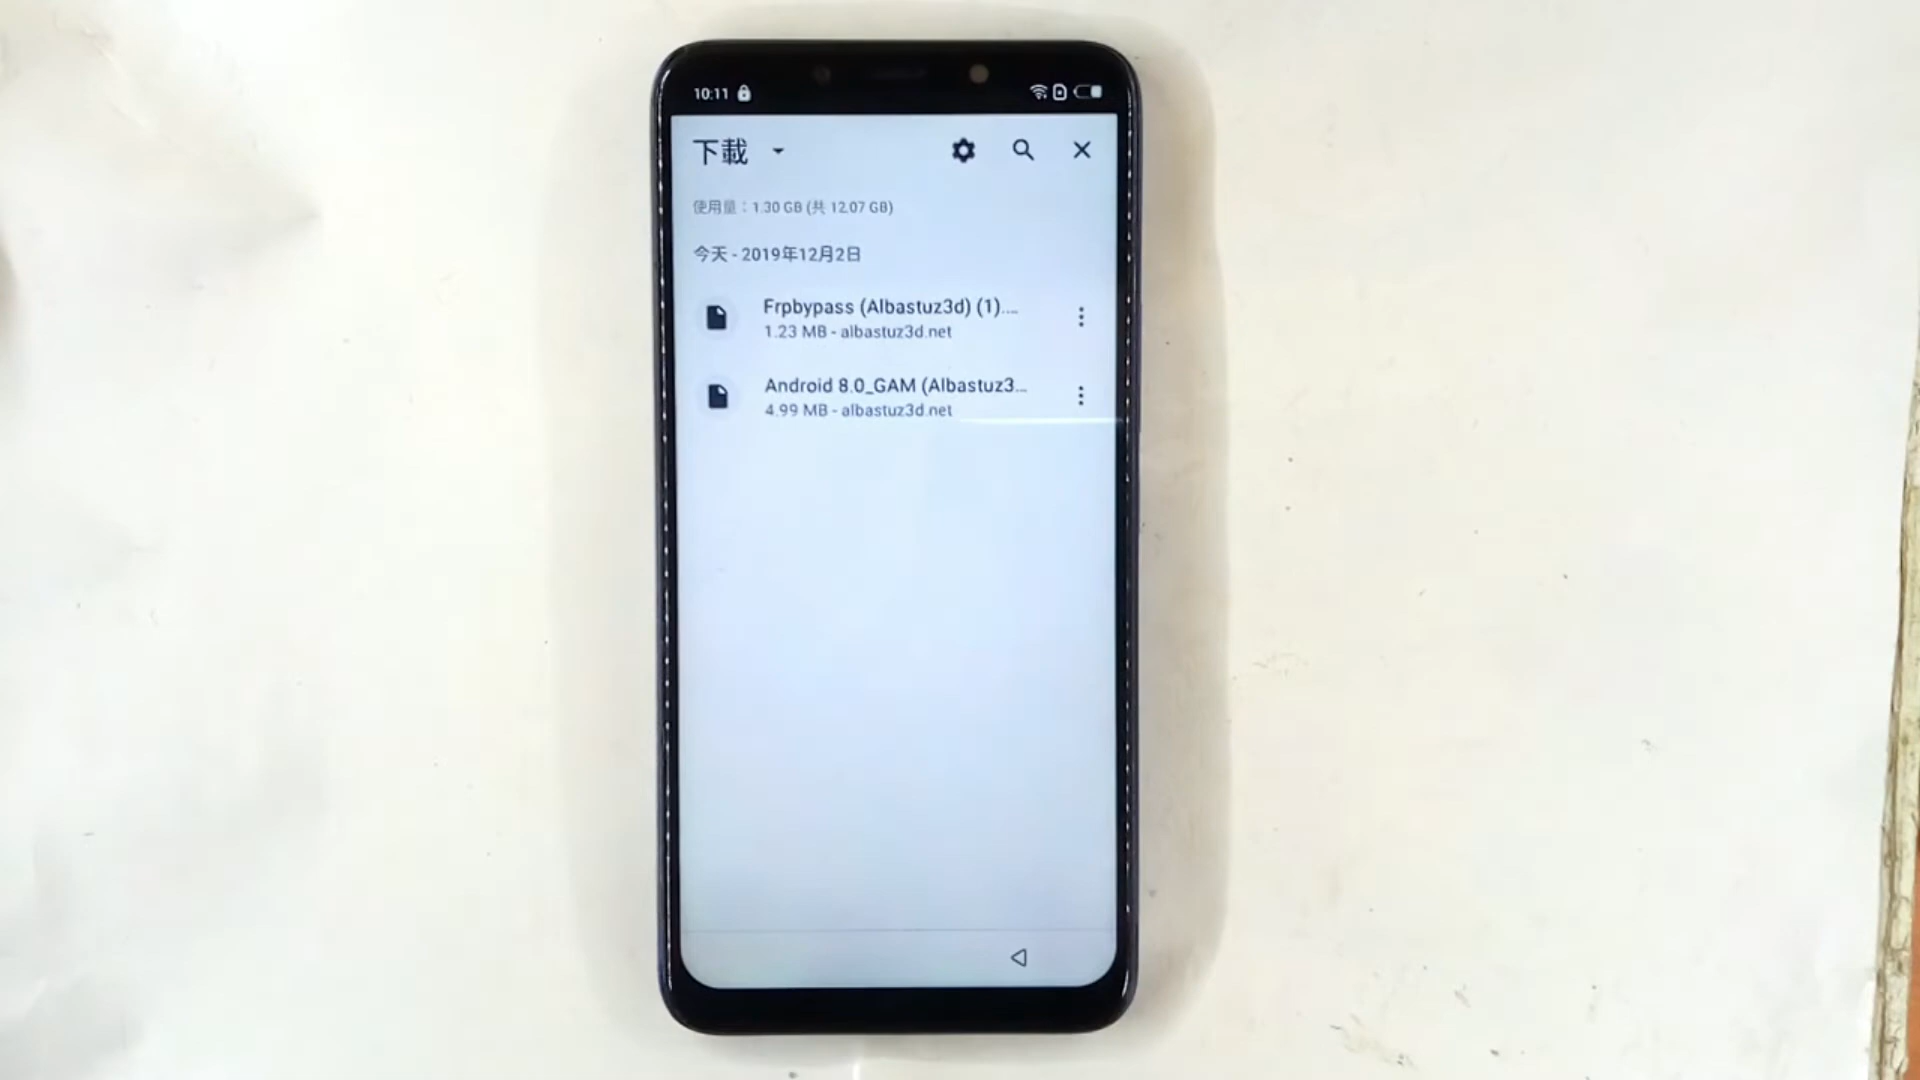 10:11
下載
使用量：1.30 GB (共 12.07 GB)
今天 - 2019年12月2日
Frpbypass (Albastuz3d) (1)....
1.23 MB - albastuz3d.net
Android 8.0_GAM (Albastuz3...
4.99 MB - albastuz3d.net